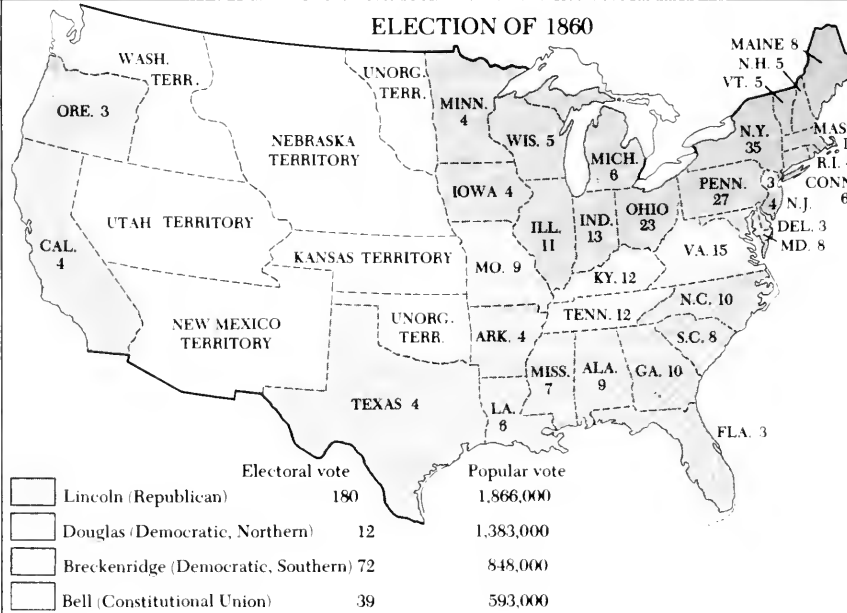 ELECTION OF 1860
WASH.
TERR.
UNORG.
TERR.
MAINE 8
N.H. 5
VT. 5
ORE. 3
MINN.
4
NEBRASKA
TERRITORY
WIS. 5
MICH.
6
N.Y.
35
R.I.
CONN
6
IOWA 4
PENN.
27
3
4
N.J.
UTAH TERRITORY
CAL.
4
ILL.
11
IND.
13
OHIO
23
DEL. 3
MD. 8
KANSAS TERRITORY
MO. 9
VA. 15
KY. 12
NEW MEXICO
TERRITORY
UNORG.
TERR.
ARK. 4
TENN. 12
N.C. 10
S.C. 8
TEXAS 4
LA.
6
MISS.
7
ALA.
9
GA. 10
FLA. 3
Electoral vote Popular vote
Lincoln (Republican) 180 1,866,000
Douglas (Democratic, Northern) 12 1,383,000
Breckenridge (Democratic, Southern) 72 848,000
Bell (Constitutional Union) 39 593,000